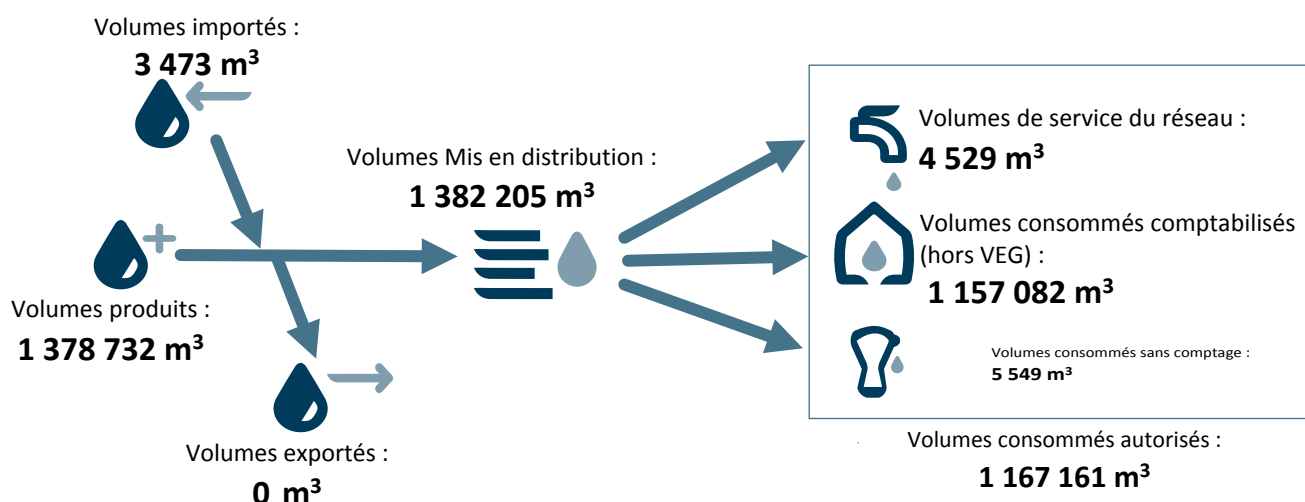 Volumes importés :
3 473 m³
Volumes Mis en distribution :
1 382 205 m³
Volumes produits :
1 378 732 m³
Volumes exportés :
0 m³
Volumes de service du réseau :
4 529 m³
Volumes consommés comptabilisés
(hors VEG) :
1 157 082 m³
Volumes consommés sans comptage :
5 549 m³
Volumes consommés autorisés :
1 167 161 m³